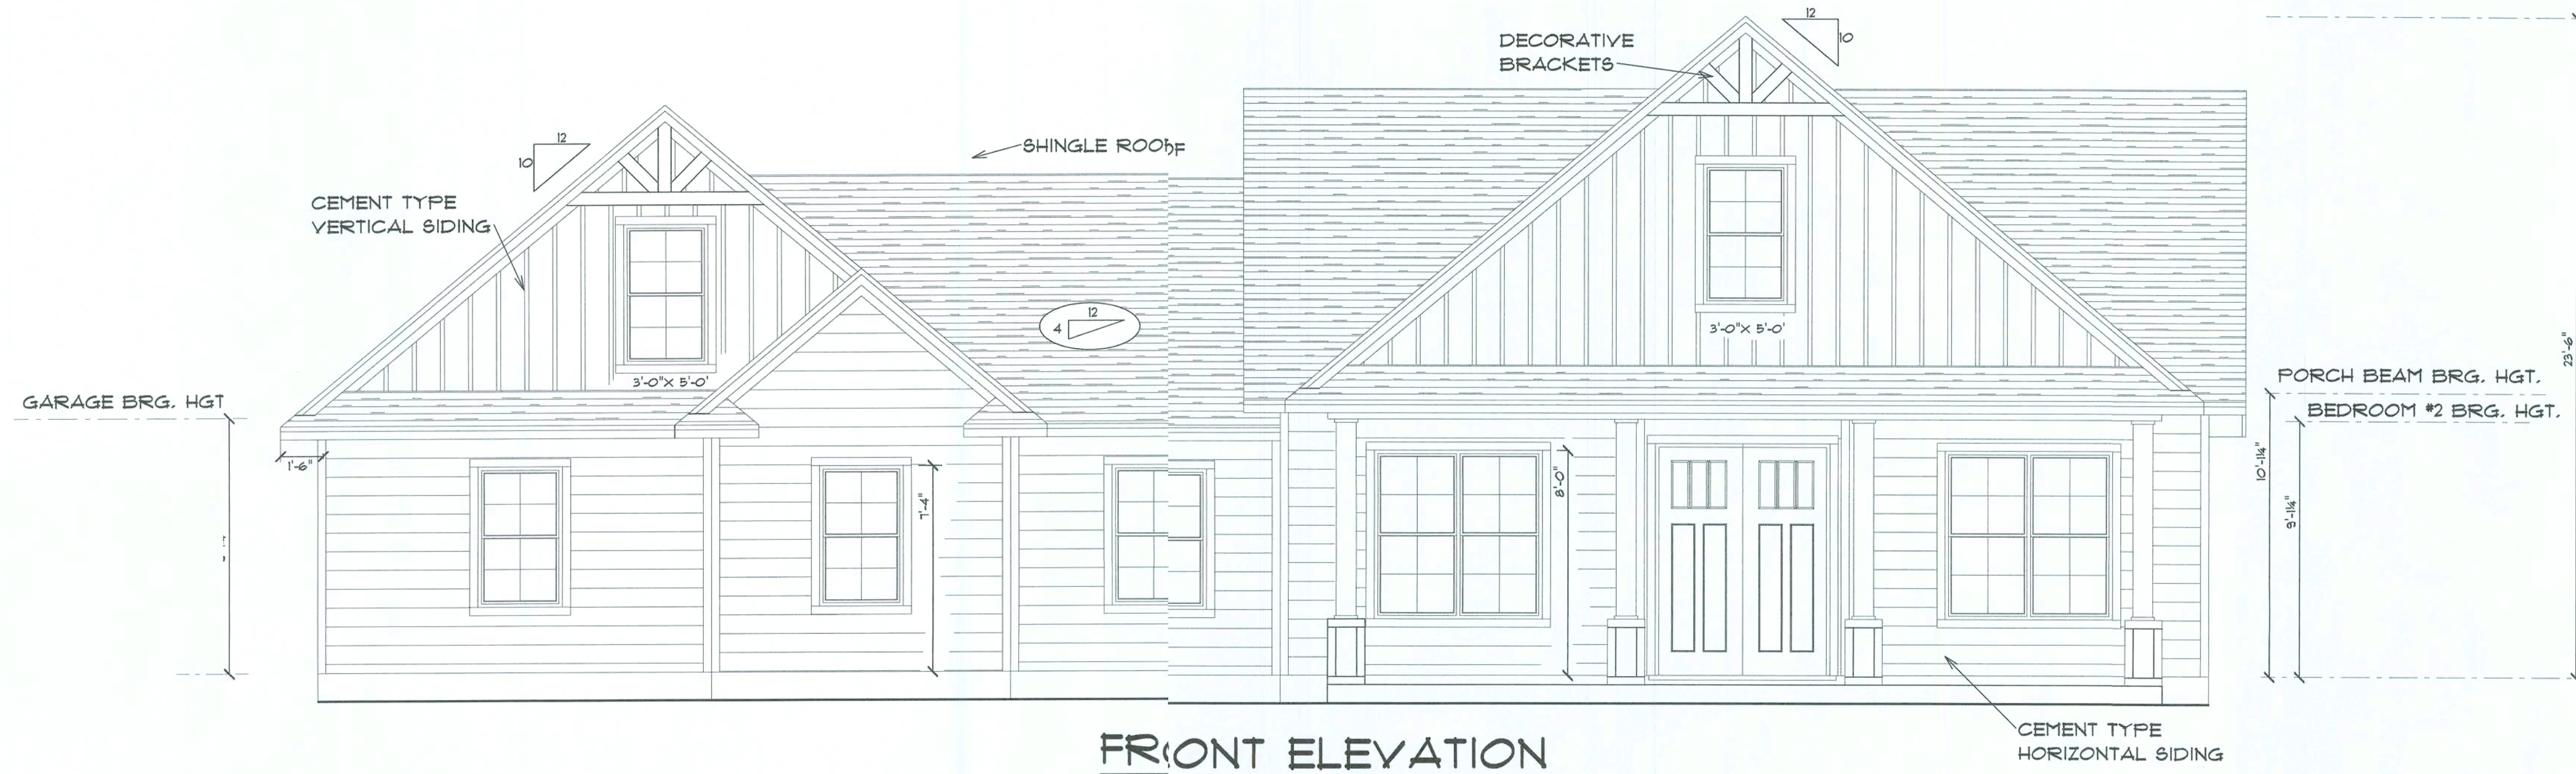 12
10
DECORATIVE
BRACKETS
12
10
SHINGLE ROOF
CEMENT TYPE
VERTICAL SIDING
12
4
3'-0"X 5'-0'
3'-0"X 5'-0'
23'-6"
PORCH BEAM BRG. HGT.
GARAGE BRG. HGT
BEDROOM #2 BRG. HGT.
1'-6"
7'-4"
8'-0"
10'-1¼"
9'-1¼"
CEMENT TYPE
HORIZONTAL SIDING
FRONT ELEVATION